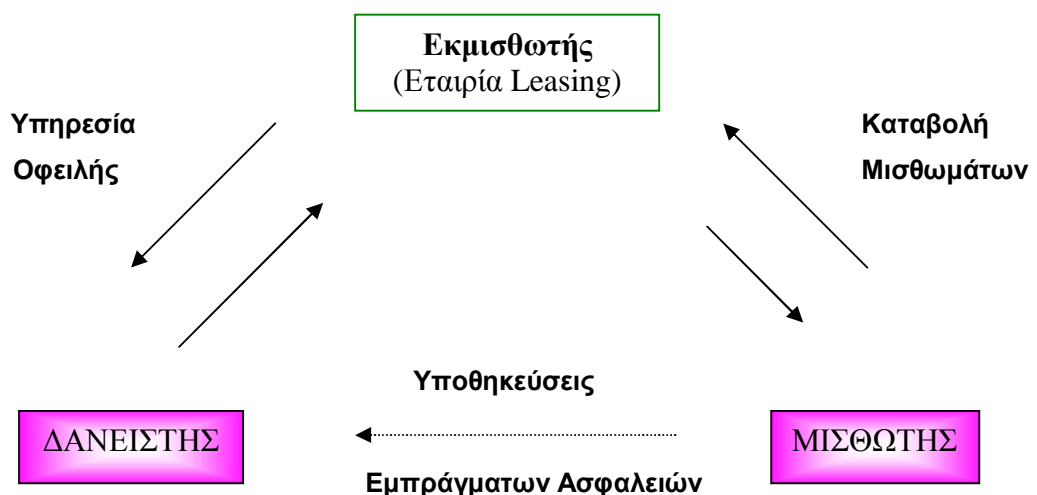 Εκμισθωτής
(Εταιρία Leasing)
Υπηρεσία
Οφειλής
Καταβολή
Μισθωμάτων
Υποθηκεύσεις
ΔΑΝΕΙΣΤΗΣ
ΜΙΣΘΩΤΗΣ
Εμπράγματων Ασφαλειών